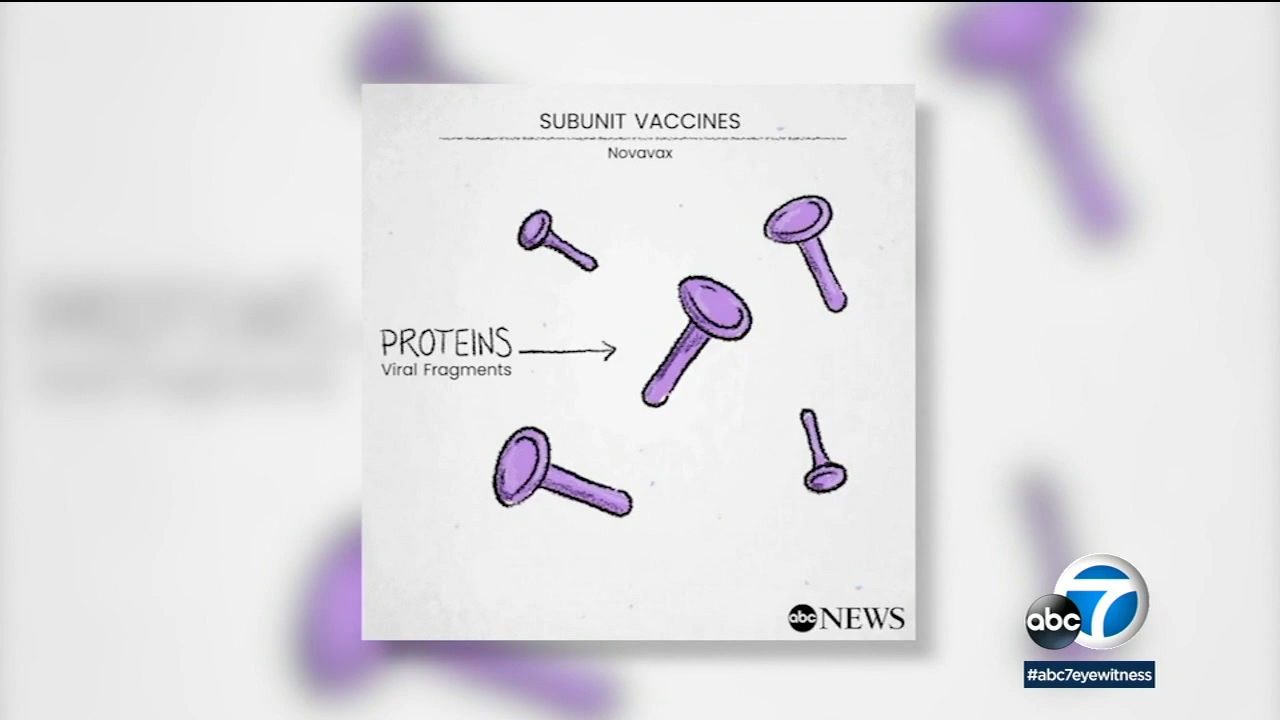 SUBUNIT VACCINES
Novavax
PROTEINS
Viral Fragments
abc NEWS
abc 7
#abc7eyewitness